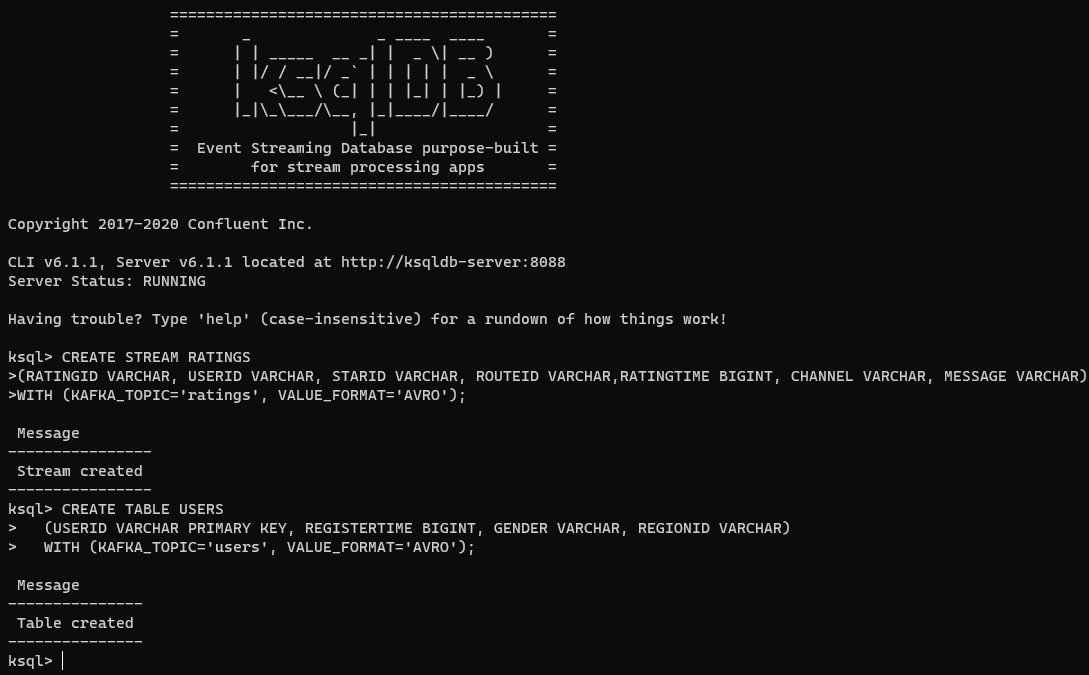 ===========================================
=       _              _ ____  ____       =
=      | | _____  __ _| |  _ \| __ )      =
=      | |/ / __|/ _` | | | | |  _ \      =
=      |   <\__ \ (_| | | |_| | |_) |     =
=      |_|\_\___/\__, |_|____/|____/      =
=                   |_|                   =
=  Event Streaming Database purpose-built =
=        for stream processing apps       =
===========================================
Copyright 2017-2020 Confluent Inc.
CLI v6.1.1, Server v6.1.1 located at http://ksqldb-server:8088
Server Status: RUNNING
Having trouble? Type 'help' (case-insensitive) for a rundown of how things work!
ksql> CREATE STREAM RATINGS
>(RATINGID VARCHAR, USERID VARCHAR, STARID VARCHAR, ROUTEID VARCHAR,RATINGTIME BIGINT, CHANNEL VARCHAR, MESSAGE VARCHAR)
>WITH (KAFKA_TOPIC='ratings', VALUE_FORMAT='AVRO');
 Message
----------------
 Stream created
----------------
ksql> CREATE TABLE USERS
>   (USERID VARCHAR PRIMARY KEY, REGISTERTIME BIGINT, GENDER VARCHAR, REGIONID VARCHAR)
>   WITH (KAFKA_TOPIC='users', VALUE_FORMAT='AVRO');
 Message
---------------
 Table created
---------------
ksql>